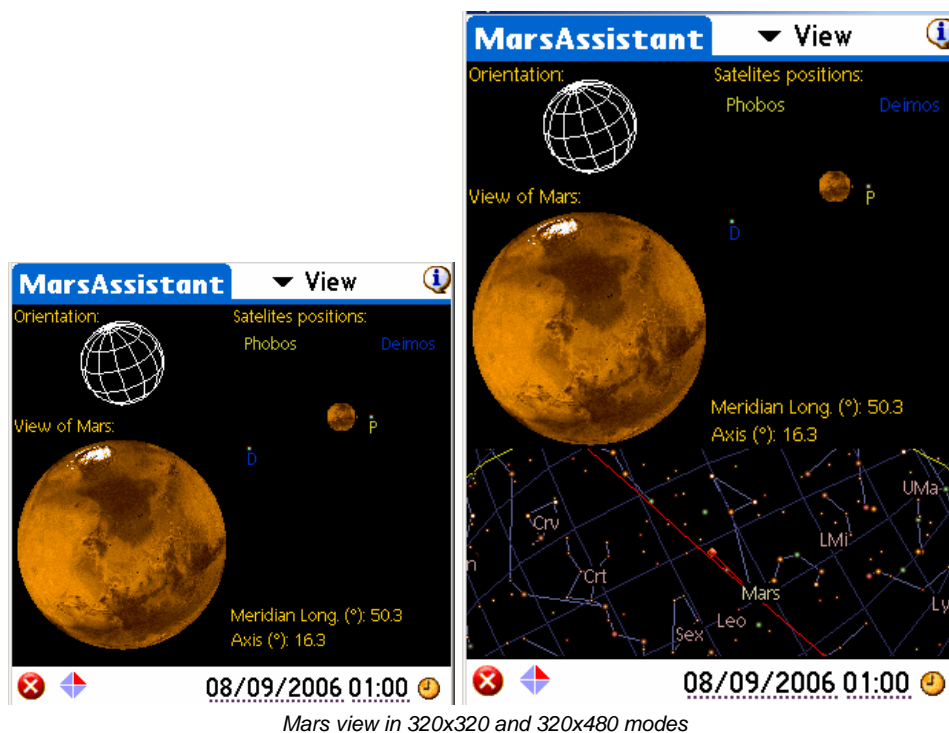 MarsAssistant View
Orientation: Satelites positions:
Phobos Deimos
P
View of Mars:
D
Meridian Long. (°): 50.3
Axis (°): 16.3
08/09/2006 01:00
MarsAssistant View
Orientation: Satelites positions:
Phobos Deimos
P
View of Mars:
D
Meridian Long. (°): 50.3
Axis (°): 16.3
UMa
Crv
LMi
n
Crt
Mars
Ly
Leo
Sex
08/09/2006 01:00
Mars view in 320x320 and 320x480 modes